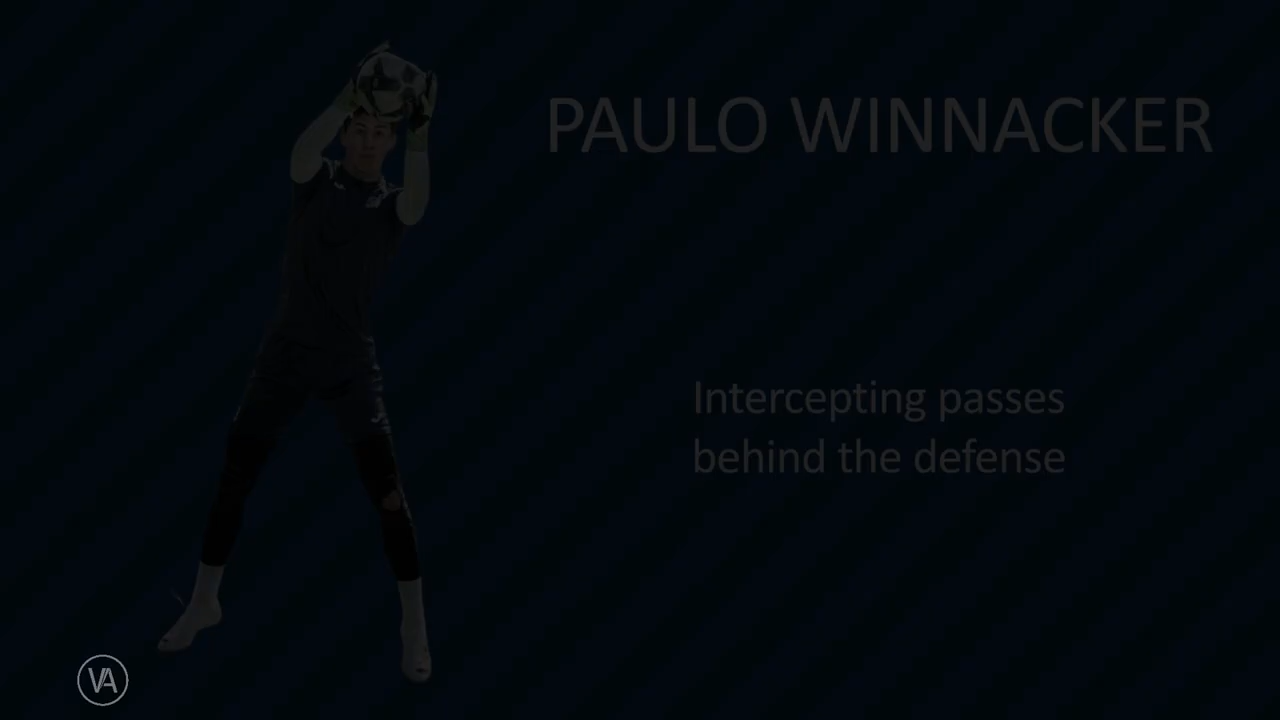 PAULO WINNACKER
Intercepting passes
behind the defense
VA